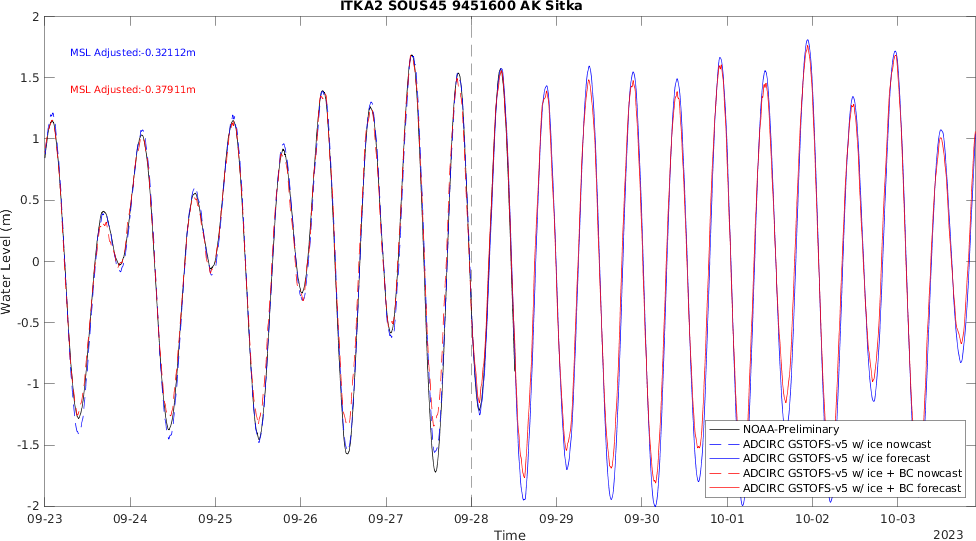 ITKA2 SOUS45 9451600 AK Sitka
MSL Adjusted:-0.32112m
MSL Adjusted:-0.37911m
Water Level (m)
2
1.5
1
0.5
0
-0.5
-1
-1.5
-2
NOAA-Preliminary
ADCIRC GSTOFS-v5 w/ ice nowcast
ADCIRC GSTOFS-v5 w/ ice forecast
ADCIRC GSTOFS-v5 w/ ice + BC nowcast
ADCIRC GSTOFS-v5 w/ ice + BC forecast
09-23 09-24 09-25 09-26 09-27 09-28 09-29 09-30 10-01 10-02 10-03
Time
2023